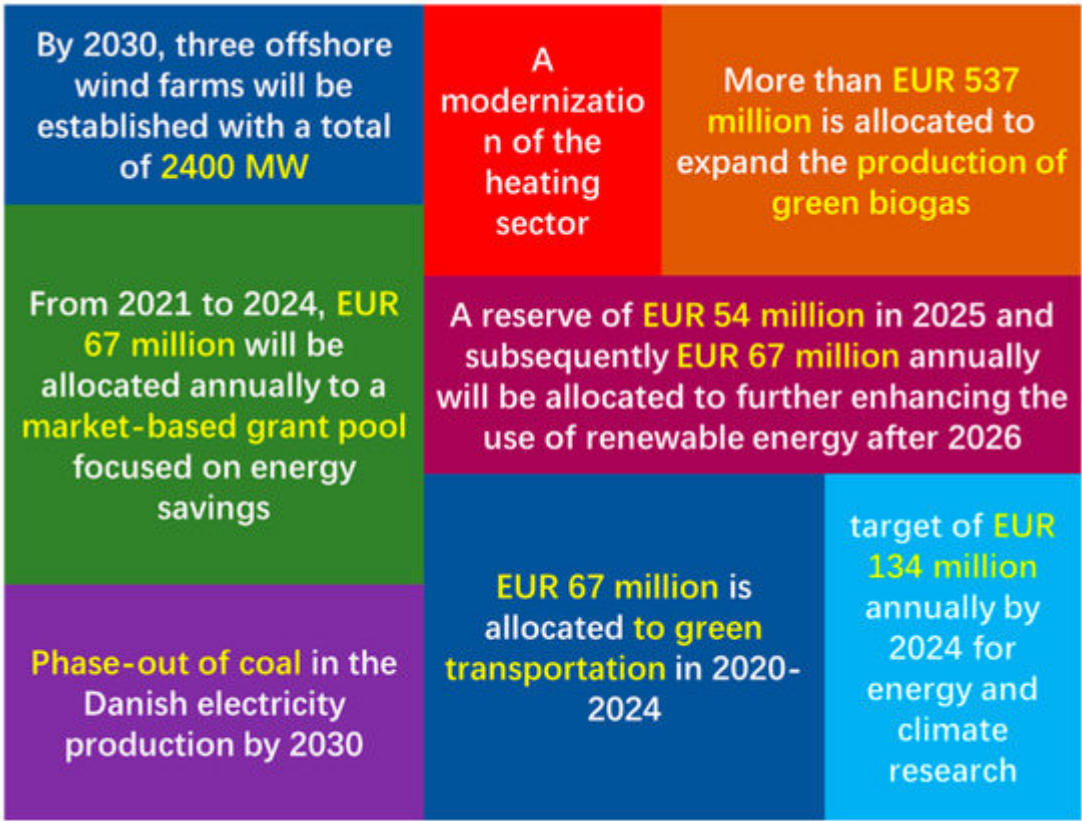 By 2030, three offshore
wind farms will be
established with a total
of 2400 MW
A
modernizatio
n of the
heating
sector
More than EUR 537
million is allocated to
expand the production of
green biogas
From 2021 to 2024, EUR
67 million will be
allocated annually to a
market-based grant pool
focused on energy
savings
A reserve of EUR 54 million in 2025 and
subsequently EUR 67 million annually
will be allocated to further enhancing the
use of renewable energy after 2026
Phase-out of coal in the
Danish electricity
production by 2030
EUR 67 million is
allocated to green
transportation in 2020-
2024
target of EUR
134 million
annually by
2024 for
energy and
climate
research